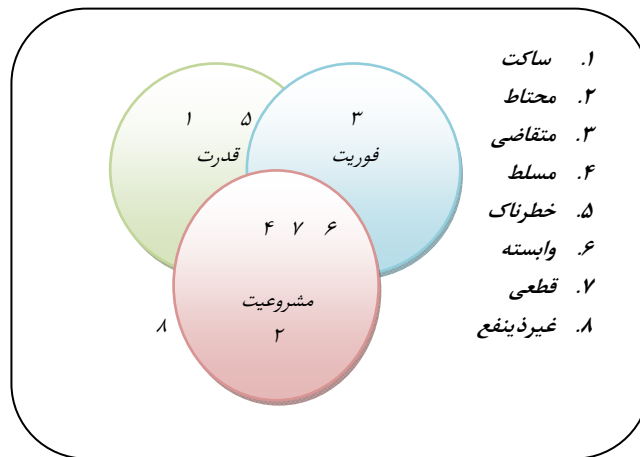 ۱. ساکت
۲. محتاط
۳. متقاضی
۴. مسلط
۵. خطرناک
۶. وابسته
۷. قطعی
۸. غیرذینفع
۳
۵ ۱
فوریت قدرت
۴ ۷ ۶
مشروعیت
۲
۸